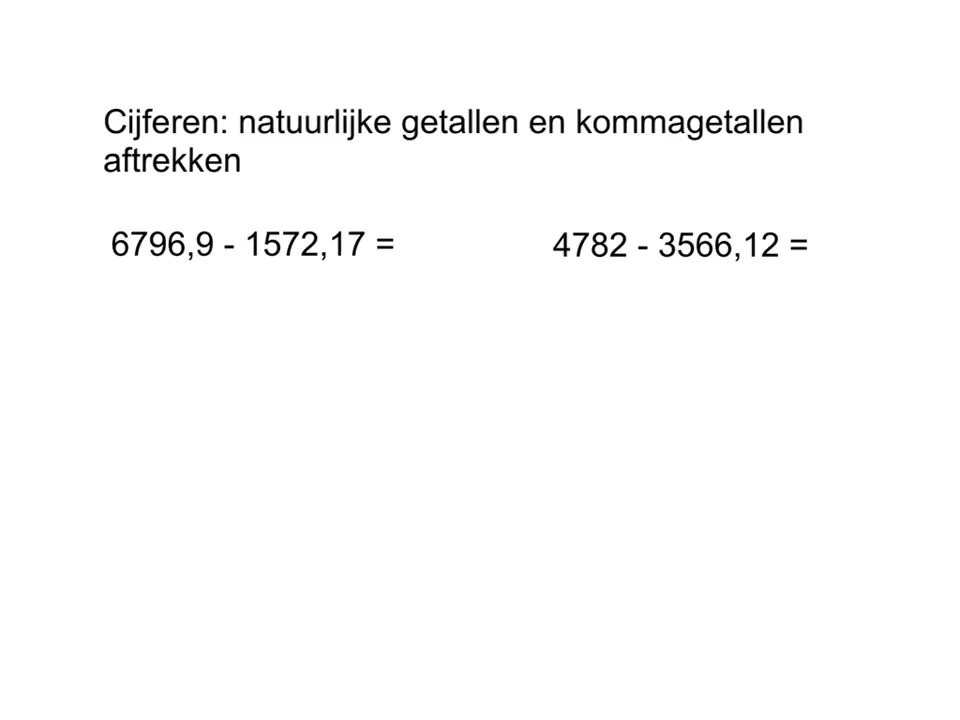 Cijferen: natuurlijke getallen en kommagetallen
aftrekken
6796,9 - 1572,17 =
4782 - 3566,12 =